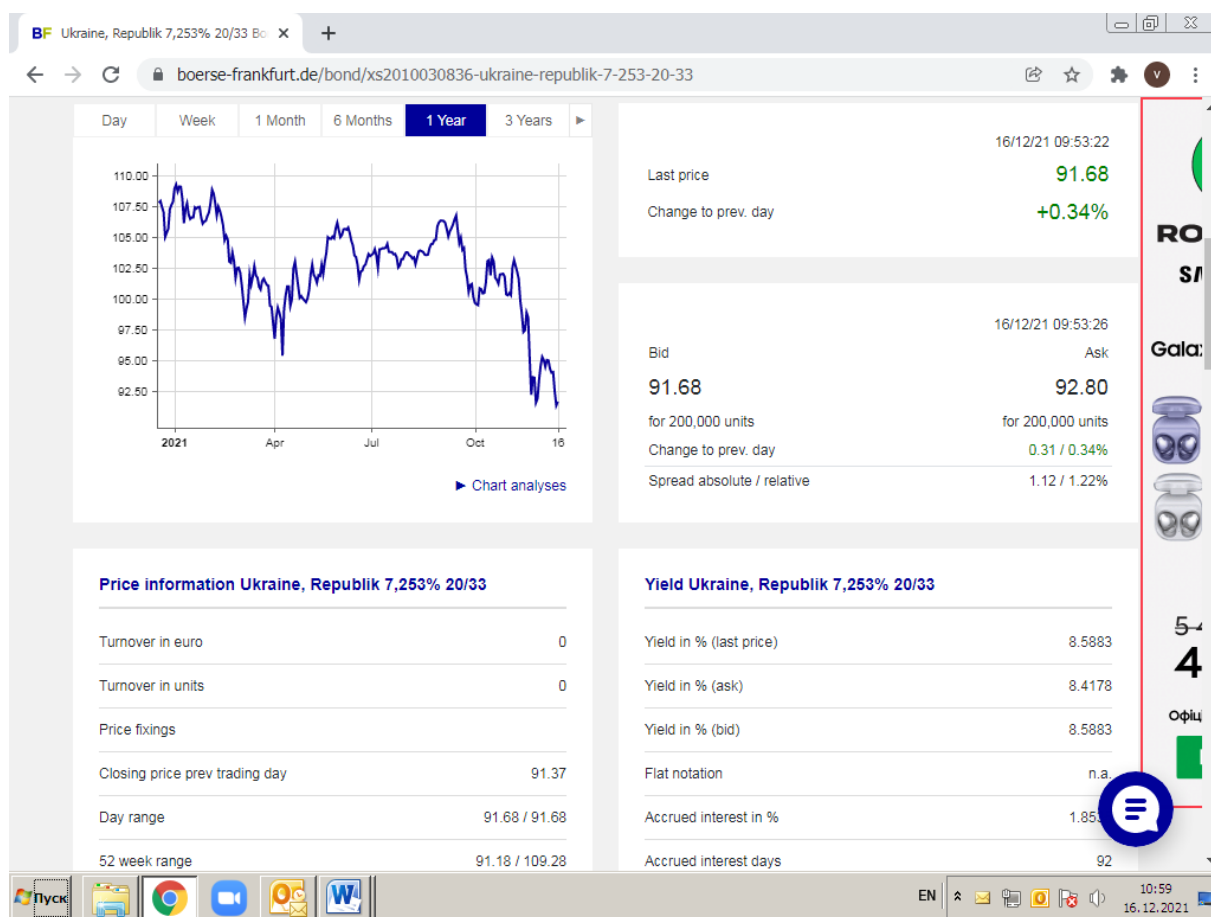 BF Ukraine, Republik 7,253% 20/33 Bo
boerse-frankfurt.de/bond/xs2010030836-ukraine-republik-7-253-20-33
V
Day Week 1 Month 6 Months 1 Year 3 Years
110.00
107.50
105.00
102.50
100.00
97.50
95.00
92.50
2021 Apr Jul Oct 16
Chart analyses
16/12/21 09:53:22
Last price 91.68
Change to prev. day +0.34%
16/12/21 09:53:26
Bid Ask
91.68 92.80
for 200,000 units for 200,000 units
Change to prev. day 0.31 / 0.34%
Spread absolute / relative 1.12 / 1.22%
Price information Ukraine, Republik 7,253% 20/33
Turnover in euro 0
Turnover in units 0
Price fixings
Closing price prev trading day 91.37
Day range 91.68 / 91.68
52 week range 91.18 / 109.28
Yield Ukraine, Republik 7,253% 20/33
Yield in % (last price) 8.5883
Yield in % (ask) 8.4178
Yield in % (bid) 8.5883
Flat notation n.a.
Accrued interest in % 1.85
Accrued interest days 92
RO
Gala
4
Офіц
Пуск
EN
10:59
16.12.2021